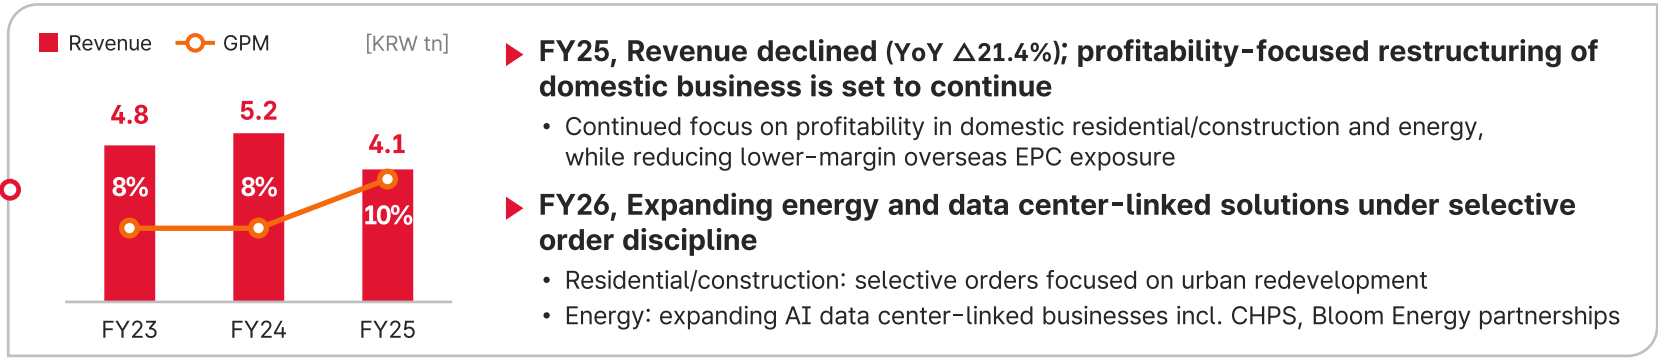 Revenue GPM [KRW tn]
4.8 5.2 4.1
8% 8% 10%
FY23 FY24 FY25
FY25, Revenue declined (YoY △21.4%); profitability-focused restructuring of
domestic business is set to continue
• Continued focus on profitability in domestic residential/construction and energy,
while reducing lower-margin overseas EPC exposure
FY26, Expanding energy and data center-linked solutions under selective
order discipline
• Residential/construction: selective orders focused on urban redevelopment
• Energy: expanding AI data center-linked businesses incl. CHPS, Bloom Energy partnerships